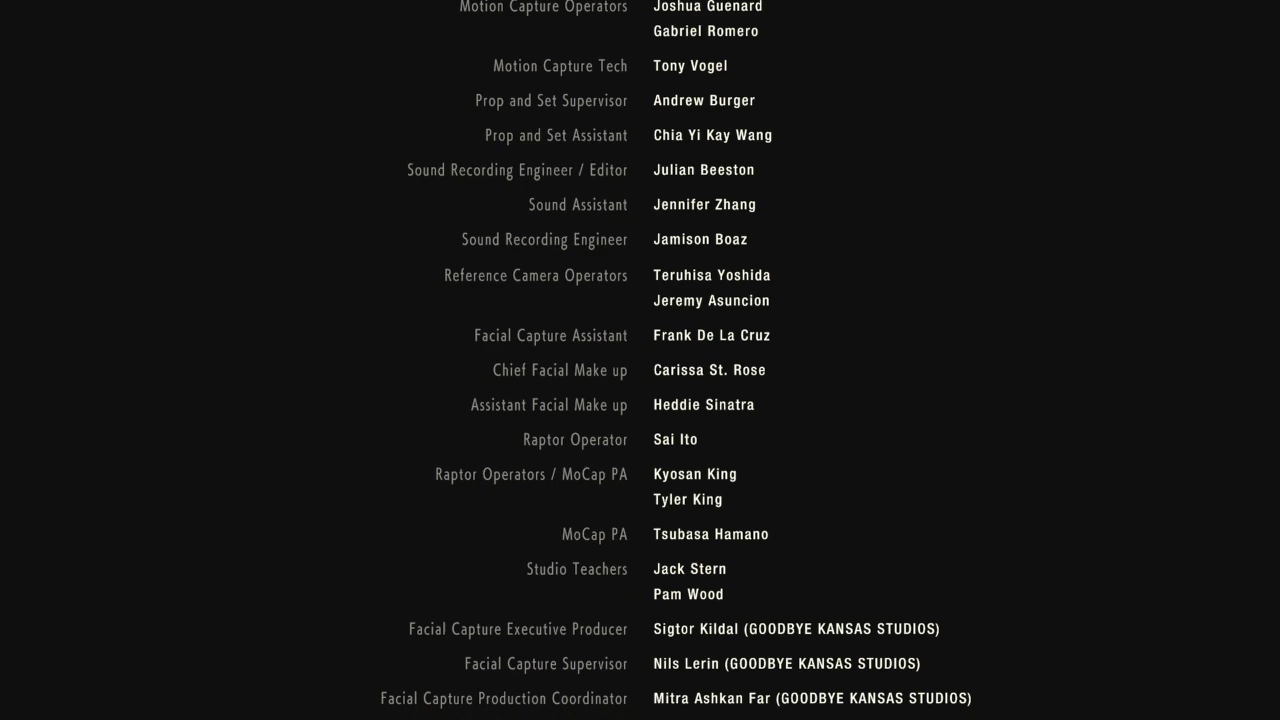 Motion Capture Operators Joshua Guenard
Gabriel Romero
Motion Capture Tech Tony Vogel
Prop and Set Supervisor Andrew Burger
Prop and Set Assistant Chia Yi Kay Wang
Sound Recording Engineer / Editor Julian Beeston
Sound Assistant Jennifer Zhang
Sound Recording Engineer Jamison Boaz
Reference Camera Operators Teruhisa Yoshida
Jeremy Asuncion
Facial Capture Assistant Frank De La Cruz
Chief Facial Make up Carissa St. Rose
Assistant Facial Make up Heddie Sinatra
Raptor Operator Sai Ito
Raptor Operators / MoCap PA Kyosan King
Tyler King
MoCap PA Tsubasa Hamano
Studio Teachers Jack Stern
Pam Wood
Facial Capture Executive Producer Sigtor Kildal (GOODBYE KANSAS STUDIOS)
Facial Capture Supervisor Nils Lerin (GOODBYE KANSAS STUDIOS)
Facial Capture Production Coordinator Mitra Ashkan Far (GOODBYE KANSAS STUDIOS)